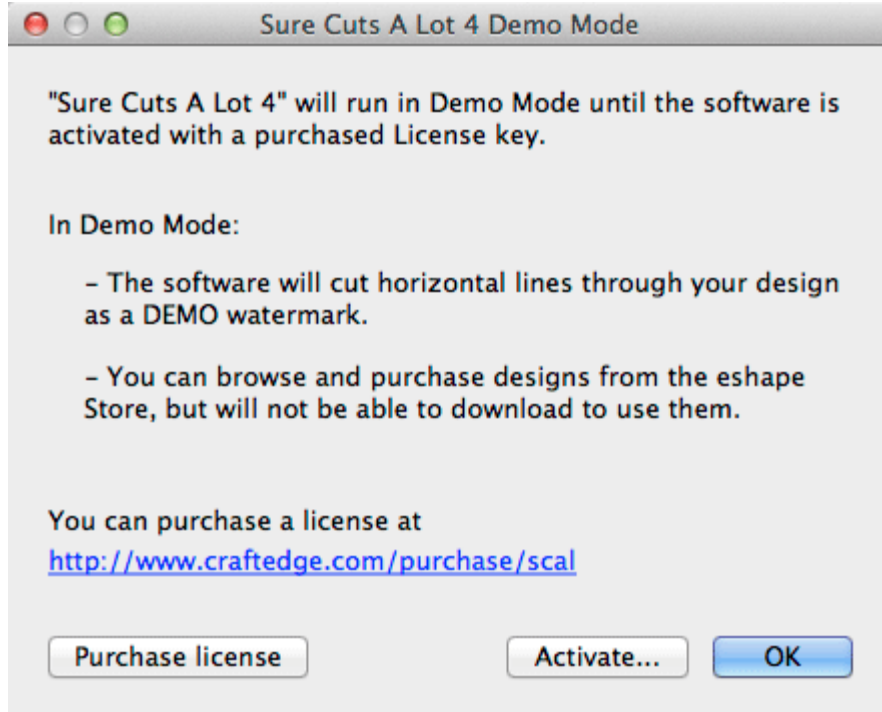 Sure Cuts A Lot 4 Demo Mode
"Sure Cuts A Lot 4" will run in Demo Mode until the software is
activated with a purchased License key.
In Demo Mode:
– The software will cut horizontal lines through your design
as a DEMO watermark.
– You can browse and purchase designs from the eshape
Store, but will not be able to download to use them.
You can purchase a license at
http://www.craftedge.com/purchase/scal
Purchase license
Activate...
OK